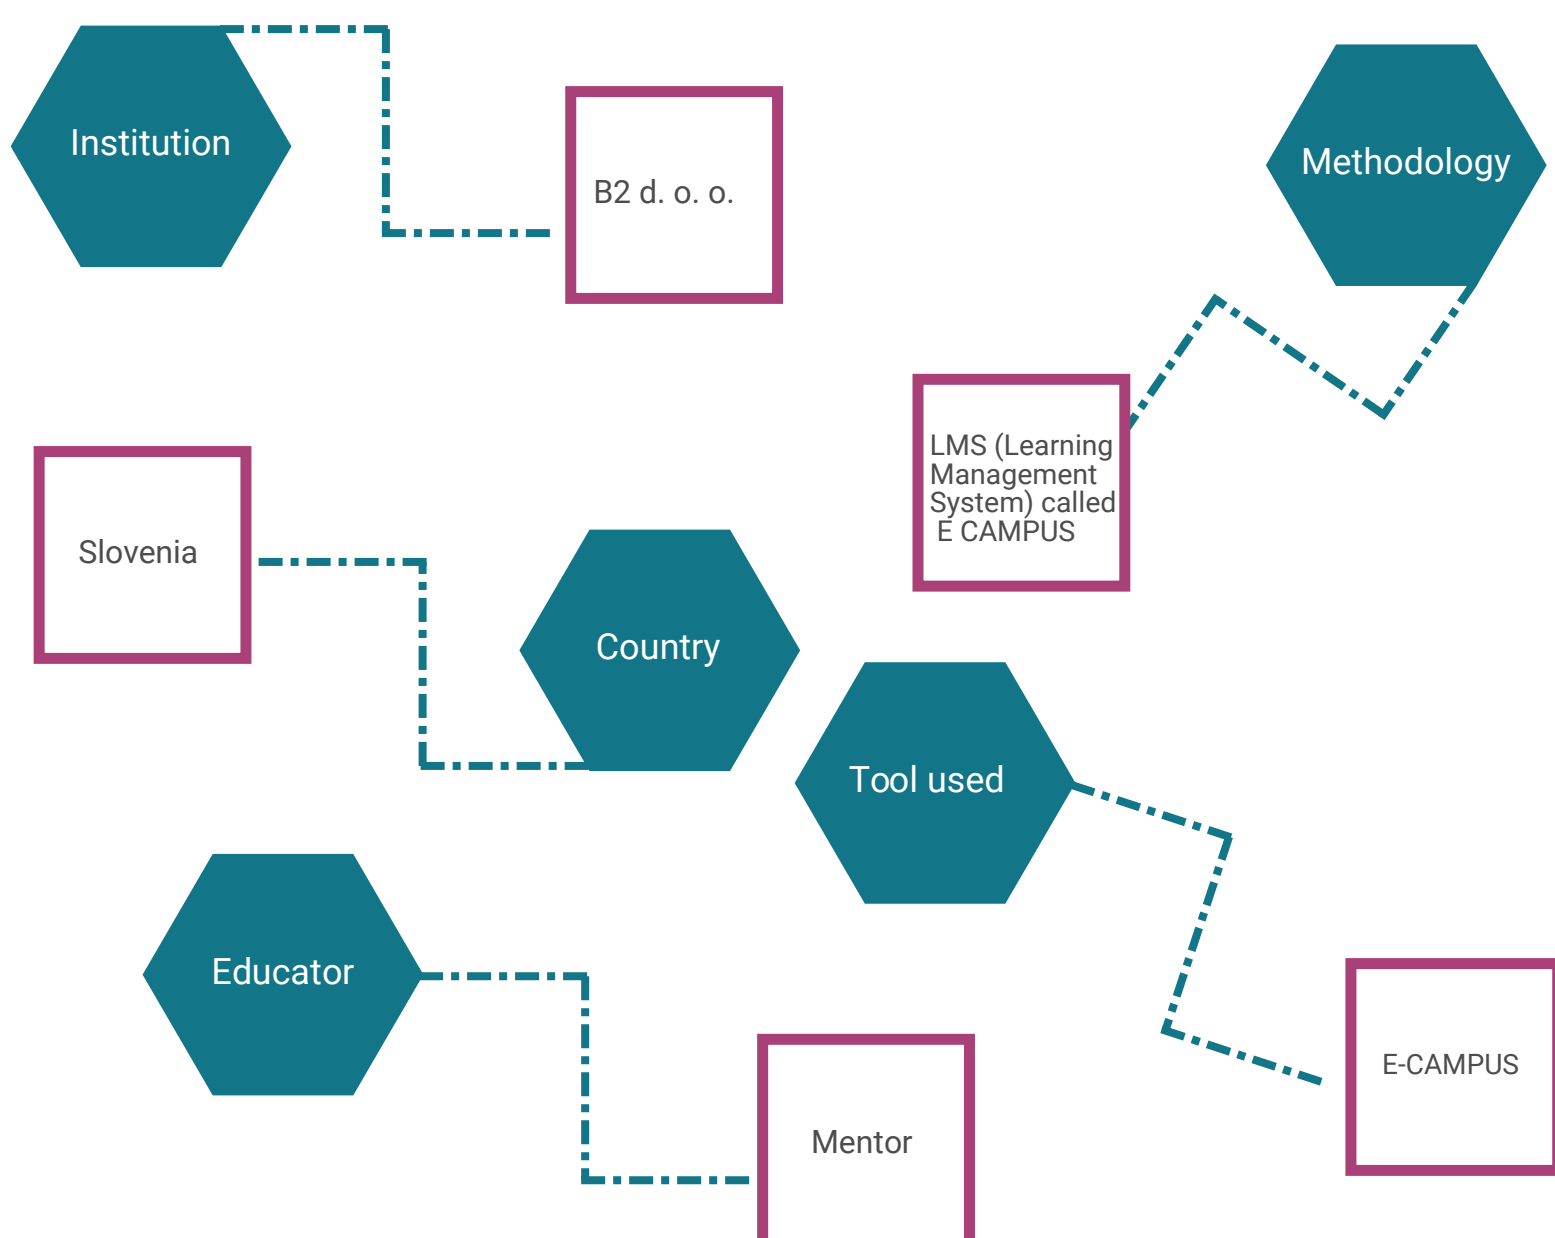 Institution
B2 d. o. o.
Methodology
LMS (Learning
Management
System) called
E CAMPUS
Slovenia
Country
Tool used
Educator
E-CAMPUS
Mentor